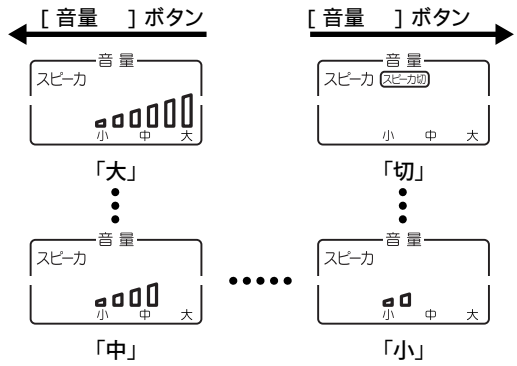 [ 音量　 ] ボタン
[ 音量　 ] ボタン
音 量
スピーカ
小 中 大
「大」
音 量
スピーカ スピーカ切
小 中 大
「切」
音 量
スピーカ
小 中 大
「中」
音 量
スピーカ
小 中 大
「小」